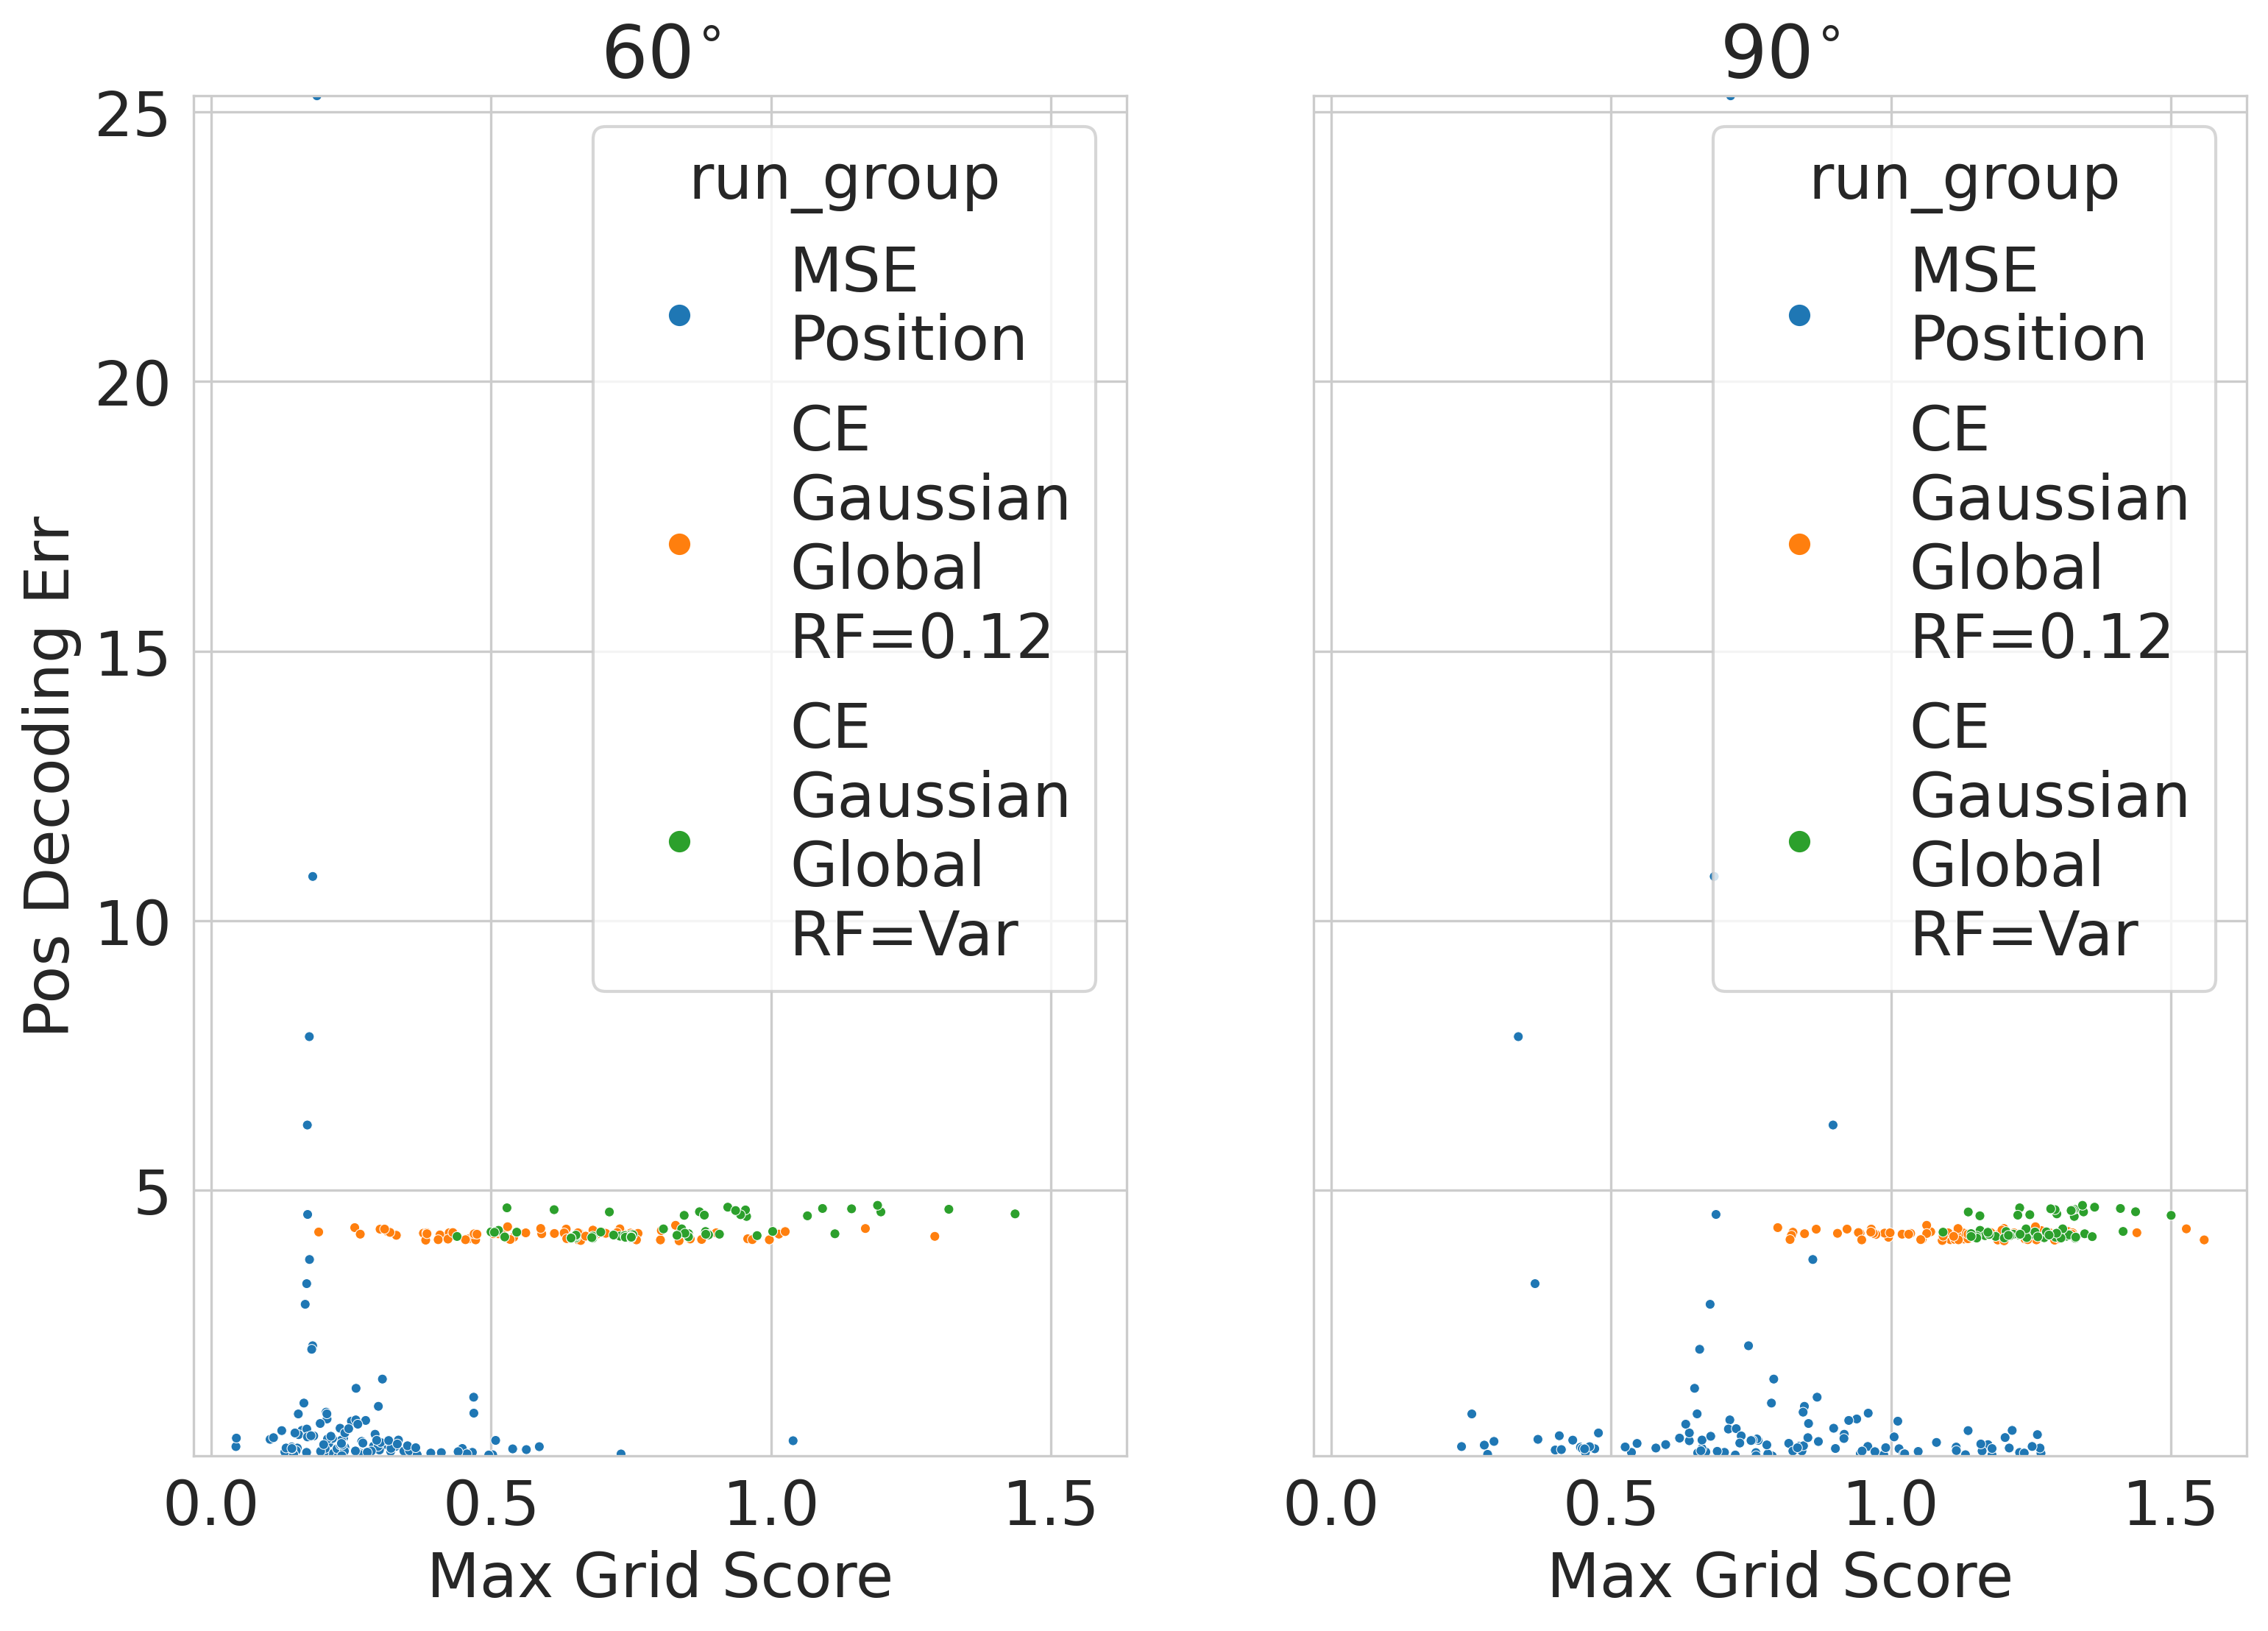 60°
90°
25
20
15
10
5
Pos Decoding Err
run_group
MSE
Position
CE
Gaussian
Global
RF=0.12
CE
Gaussian
Global
RF=Var
0.0 0.5 1.0 1.5
Max Grid Score
run_group
MSE
Position
CE
Gaussian
Global
RF=0.12
CE
Gaussian
Global
RF=Var
0.0 0.5 1.0 1.5
Max Grid Score